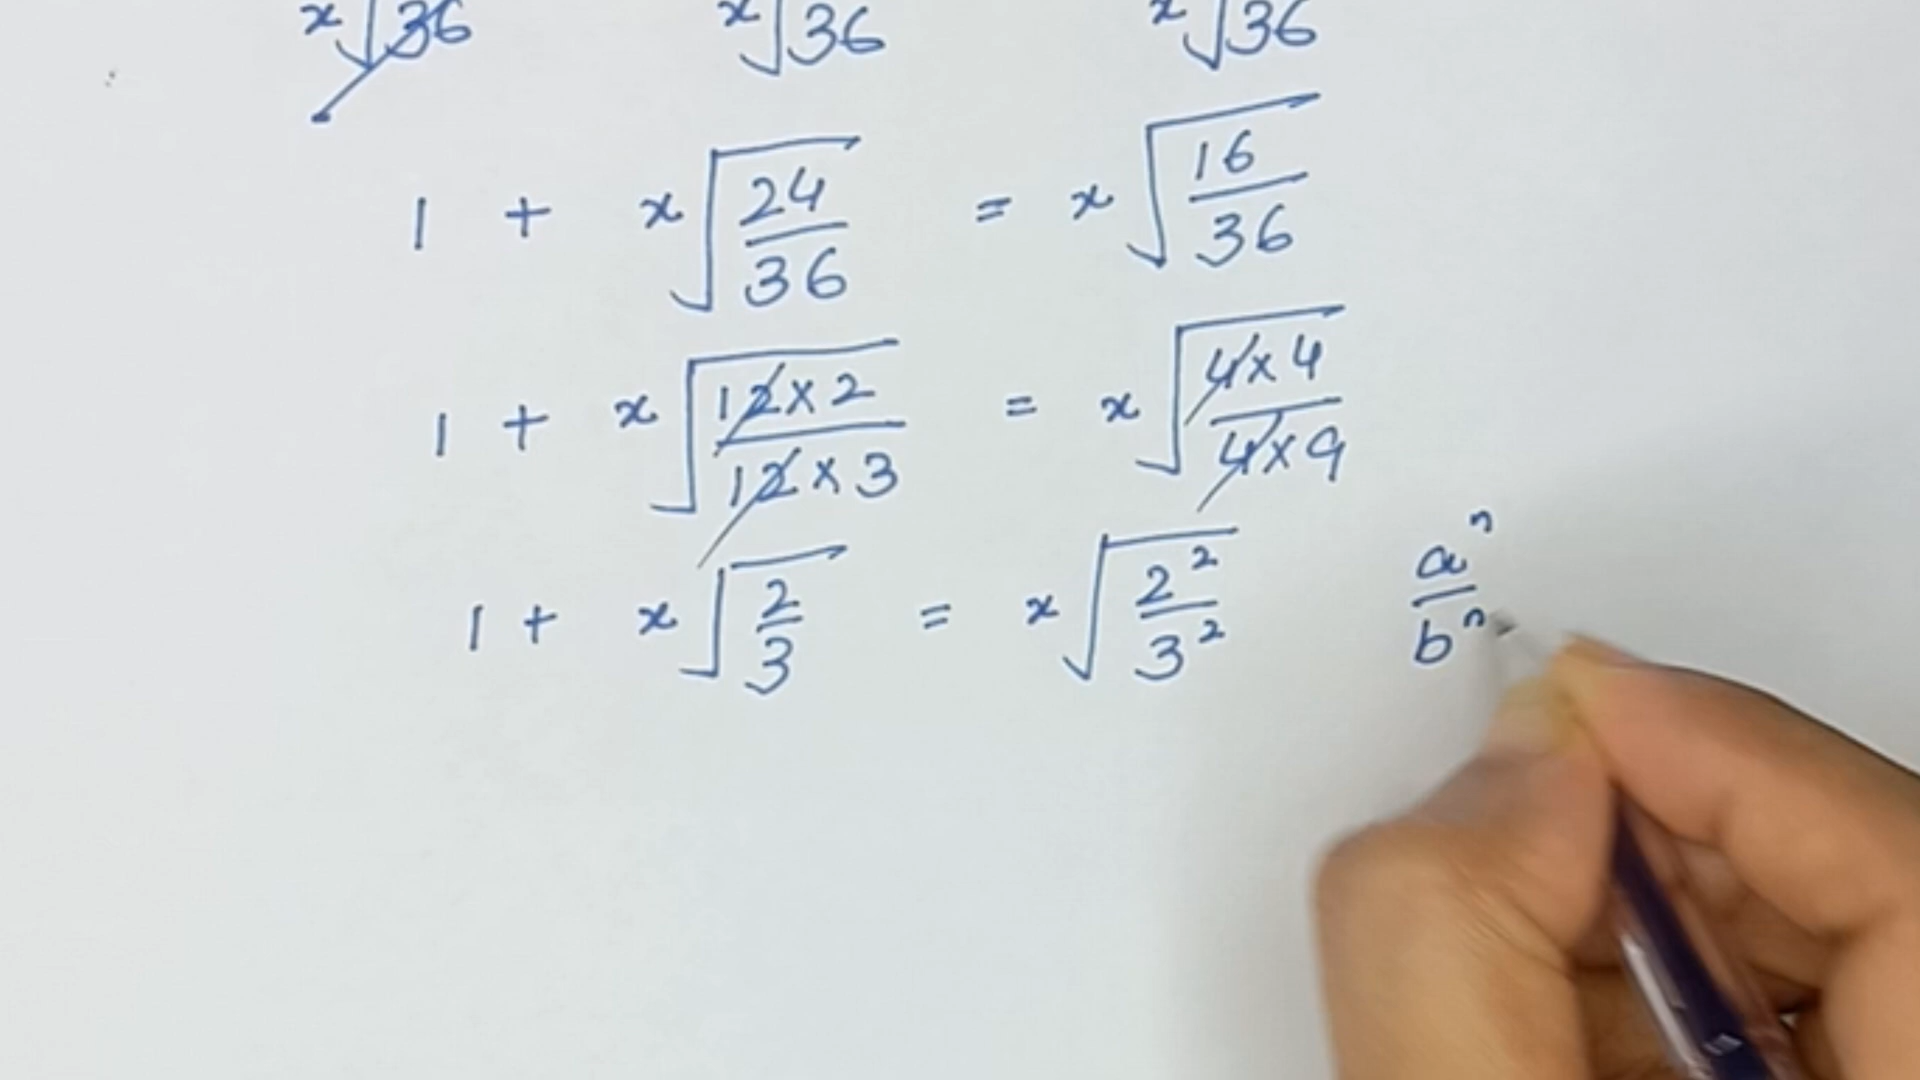 ˣ√36 ˣ√36 ˣ√36
1 + ˣ√(24/36) = ˣ√(16/36)
1 + ˣ√((12×2)/(12×3)) = ˣ√((4×4)/(4×9))
1 + ˣ√(2/3) = ˣ√(2²/3²) aⁿ/bⁿ